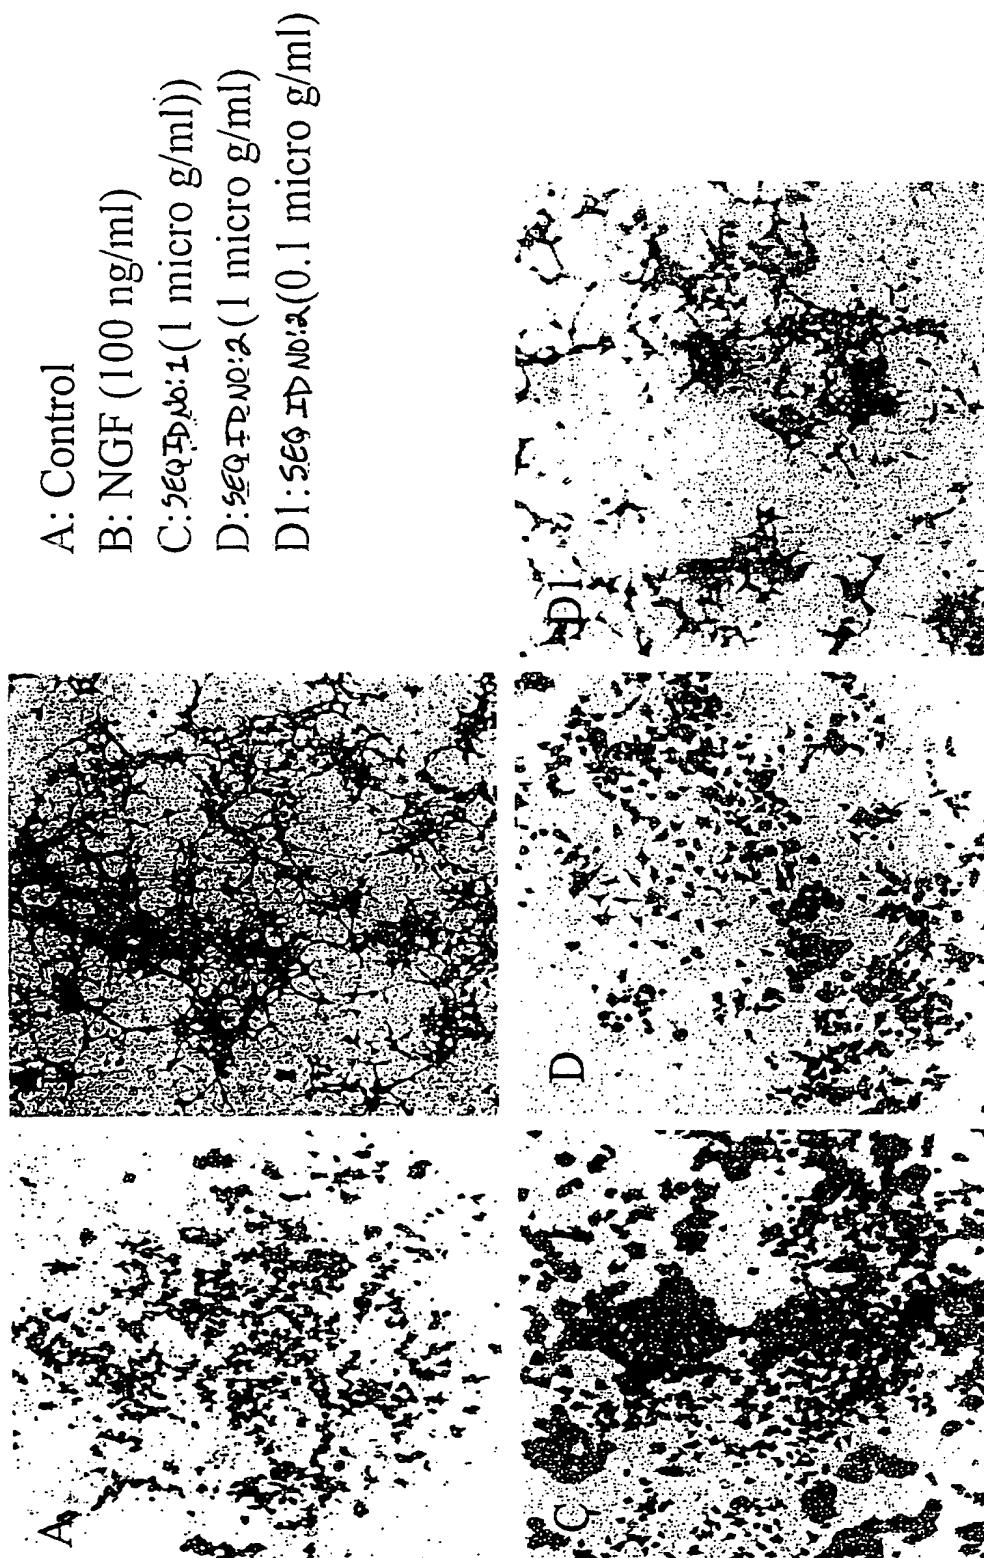 A: Control
B: NGF (100 ng/ml)
C: SEQ ID NO: 1 (1 micro g/ml))
D: SEQ ID NO: 2 (1 micro g/ml)
D1: SEQ ID NO: 2 (0.1 micro g/ml)
A
C
D
D1